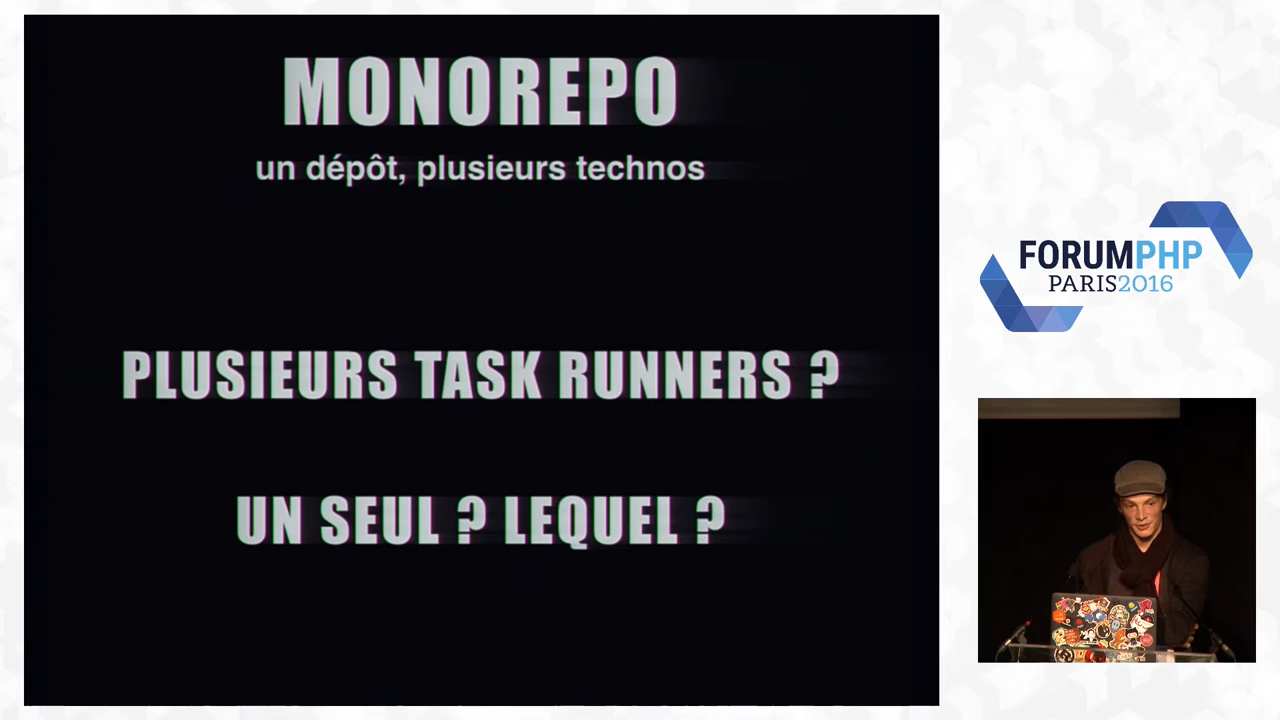 MONOREPO
un dépôt, plusieurs technos
PLUSIEURS TASK RUNNERS ?
UN SEUL ? LEQUEL ?
FORUMPHP
PARIS2016